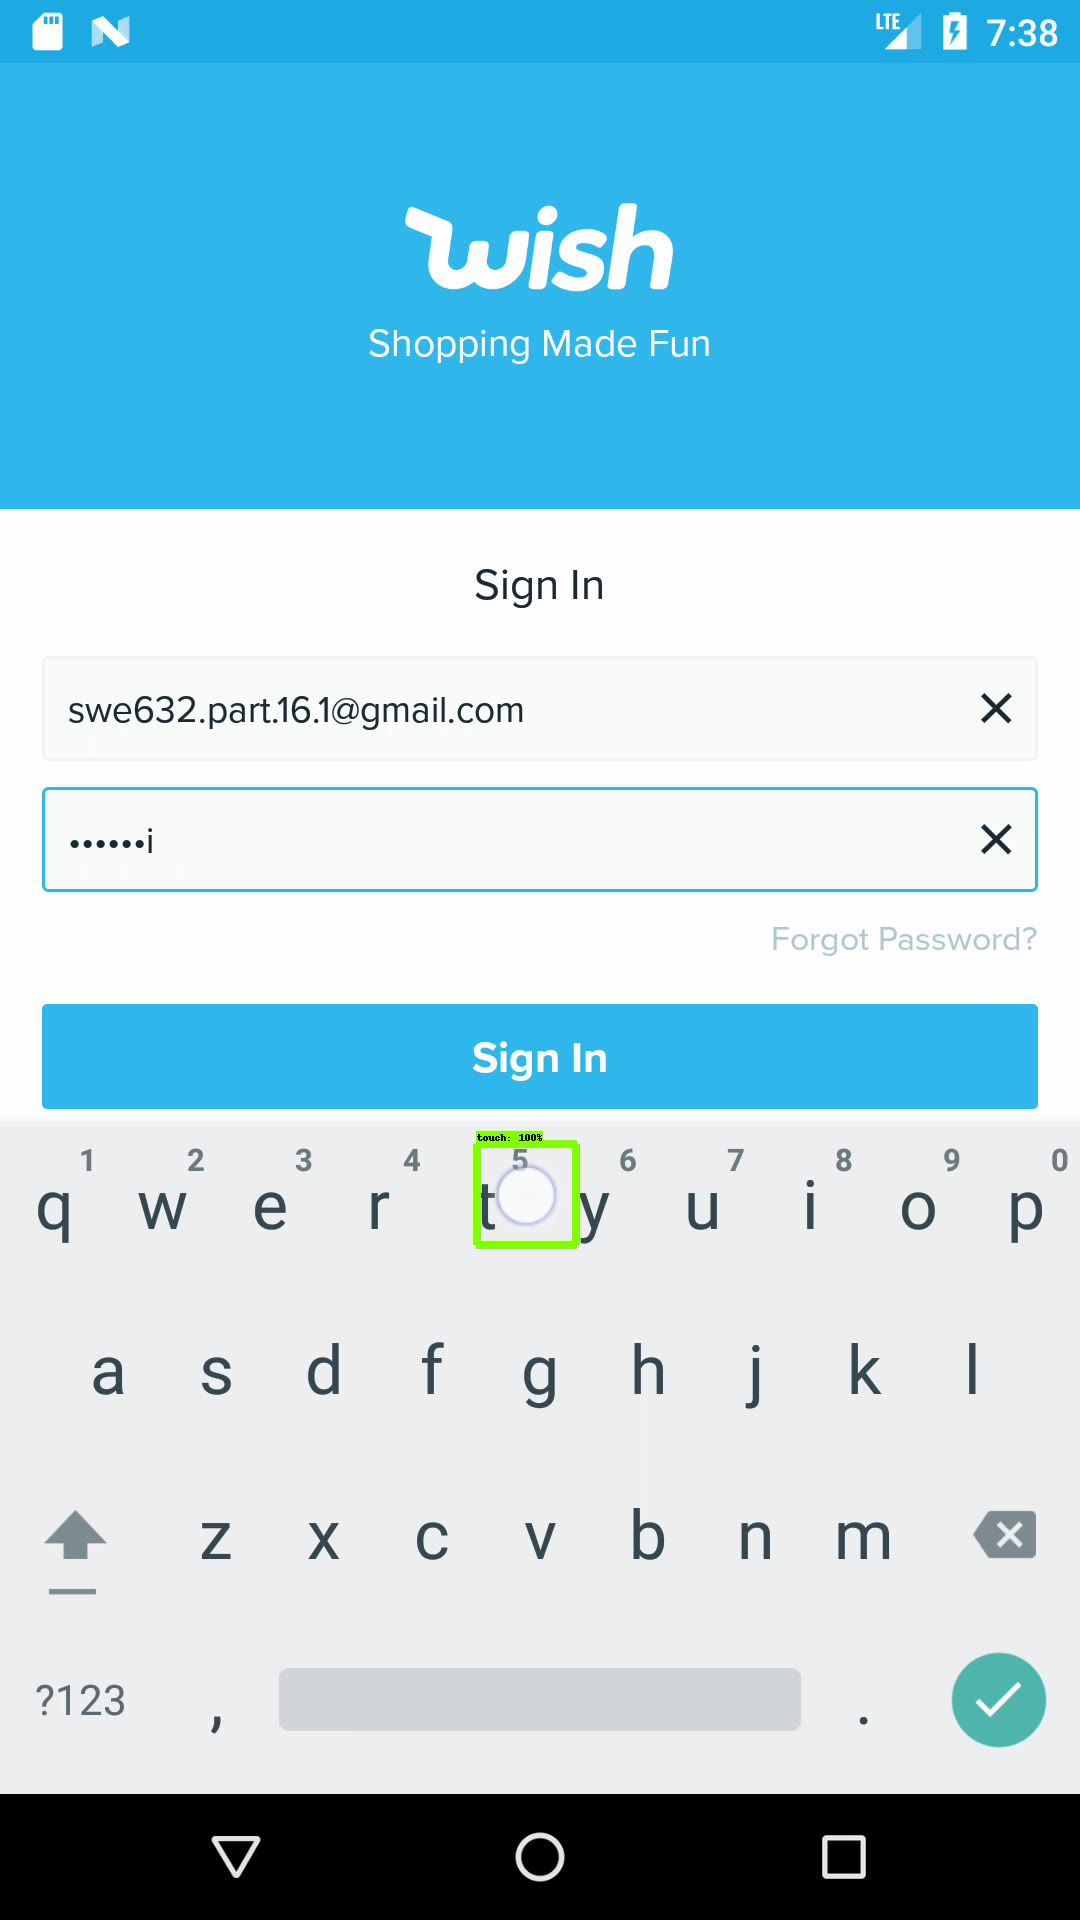 LTE 7:38
wish
Shopping Made Fun
Sign In
swe632.part.16.1@gmail.com
••••••i
Forgot Password?
Sign In
touch: 100%
1 2 3 4 5 6 7 8 9 0
q w e r t y u i o p
a s d f g h j k l
z x c v b n m
?123 , .